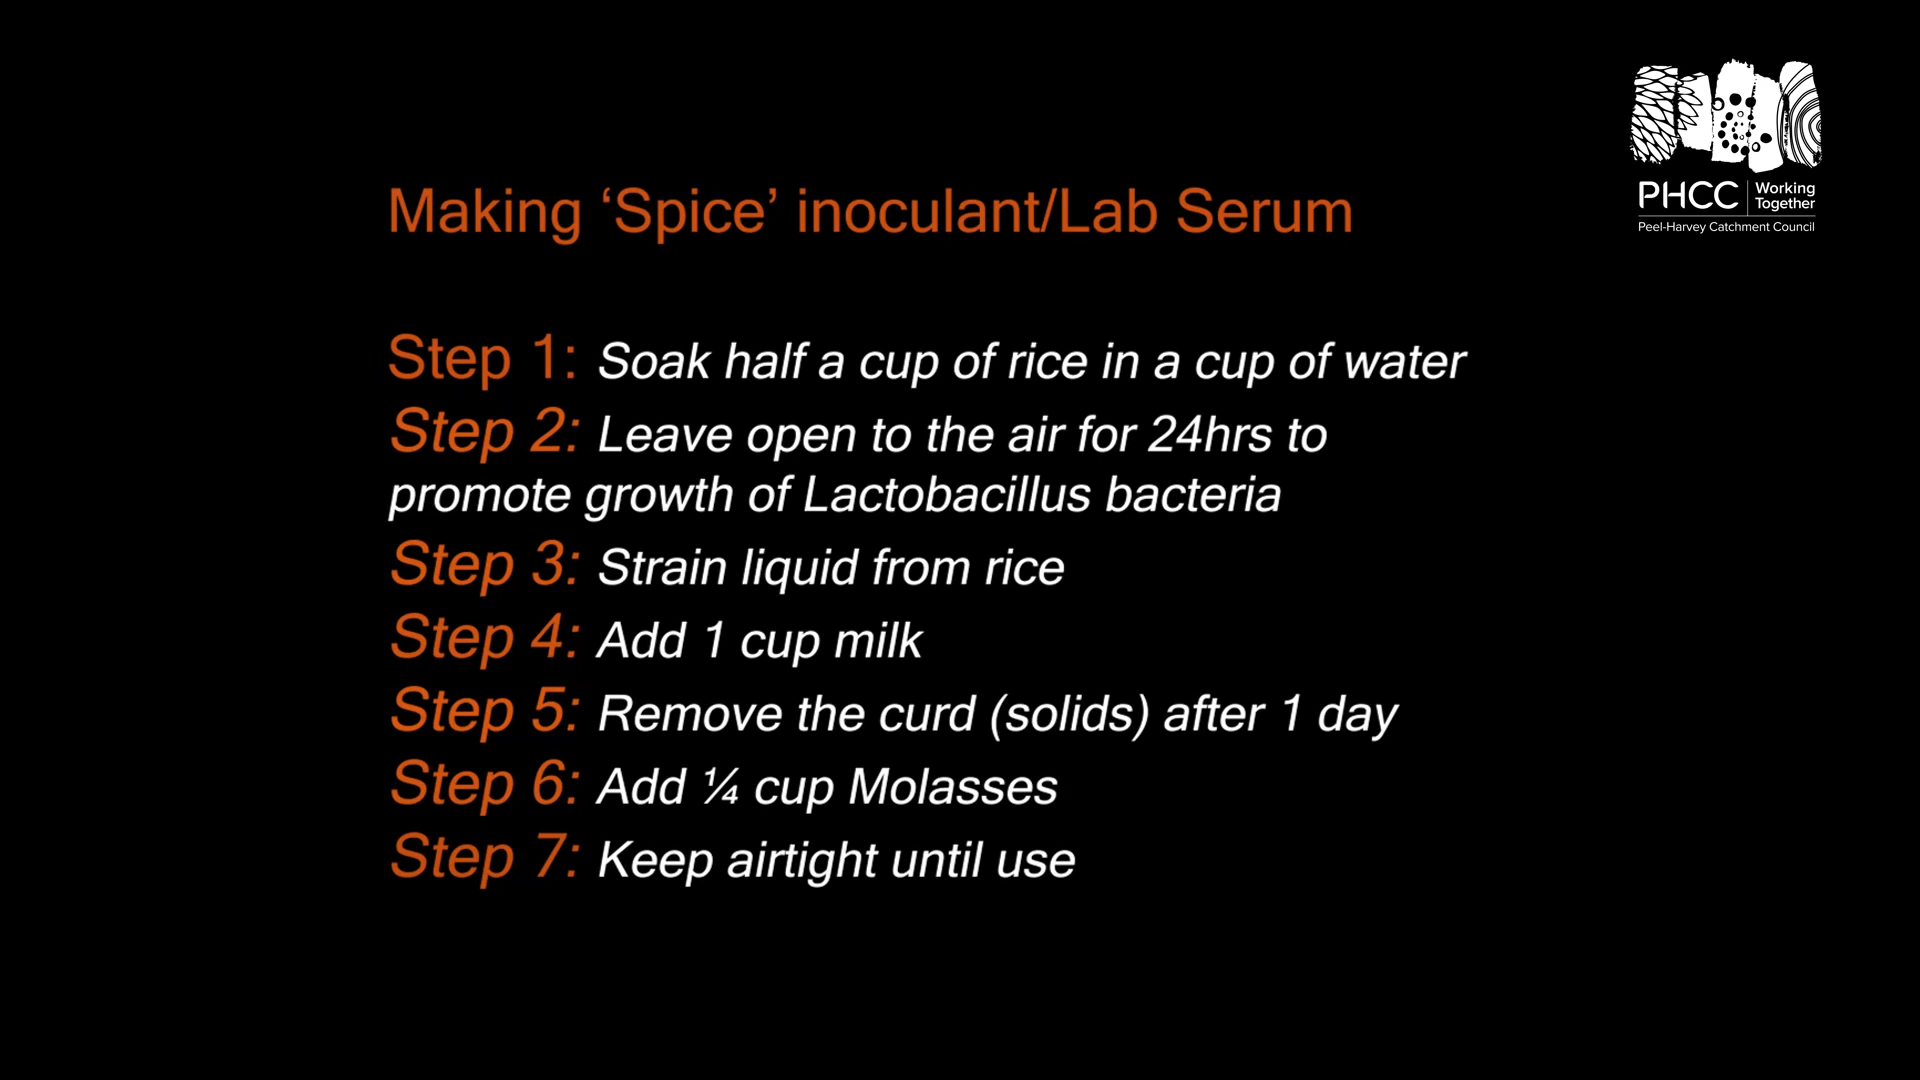 PHCC
Working
Together
Peel-Harvey Catchment Council
Making ‘Spice’ inoculant/Lab Serum
Step 1: Soak half a cup of rice in a cup of water
Step 2: Leave open to the air for 24hrs to
promote growth of Lactobacillus bacteria
Step 3: Strain liquid from rice
Step 4: Add 1 cup milk
Step 5: Remove the curd (solids) after 1 day
Step 6: Add ¼ cup Molasses
Step 7: Keep airtight until use